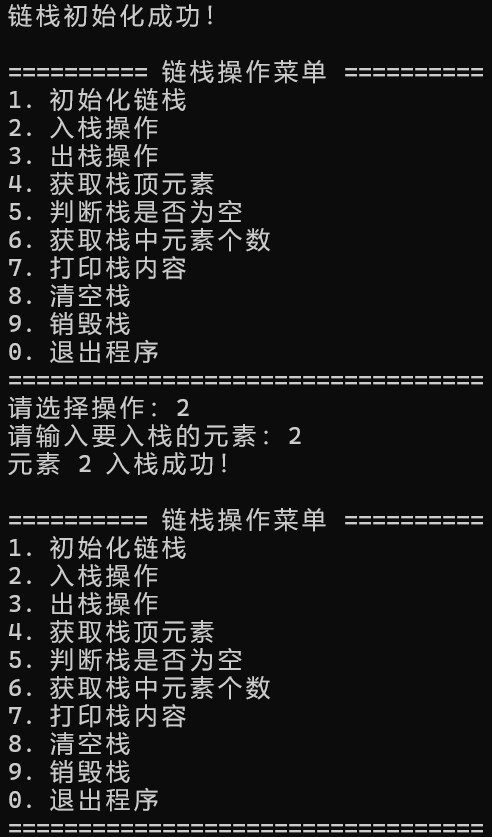 链栈初始化成功！
========== 链栈操作菜单 ==========
1. 初始化链栈
2. 入栈操作
3. 出栈操作
4. 获取栈顶元素
5. 判断栈是否为空
6. 获取栈中元素个数
7. 打印栈内容
8. 清空栈
9. 销毁栈
0. 退出程序
==================================
请选择操作: 2
请输入要入栈的元素: 2
元素 2 入栈成功！
========== 链栈操作菜单 ==========
1. 初始化链栈
2. 入栈操作
3. 出栈操作
4. 获取栈顶元素
5. 判断栈是否为空
6. 获取栈中元素个数
7. 打印栈内容
8. 清空栈
9. 销毁栈
0. 退出程序
==================================